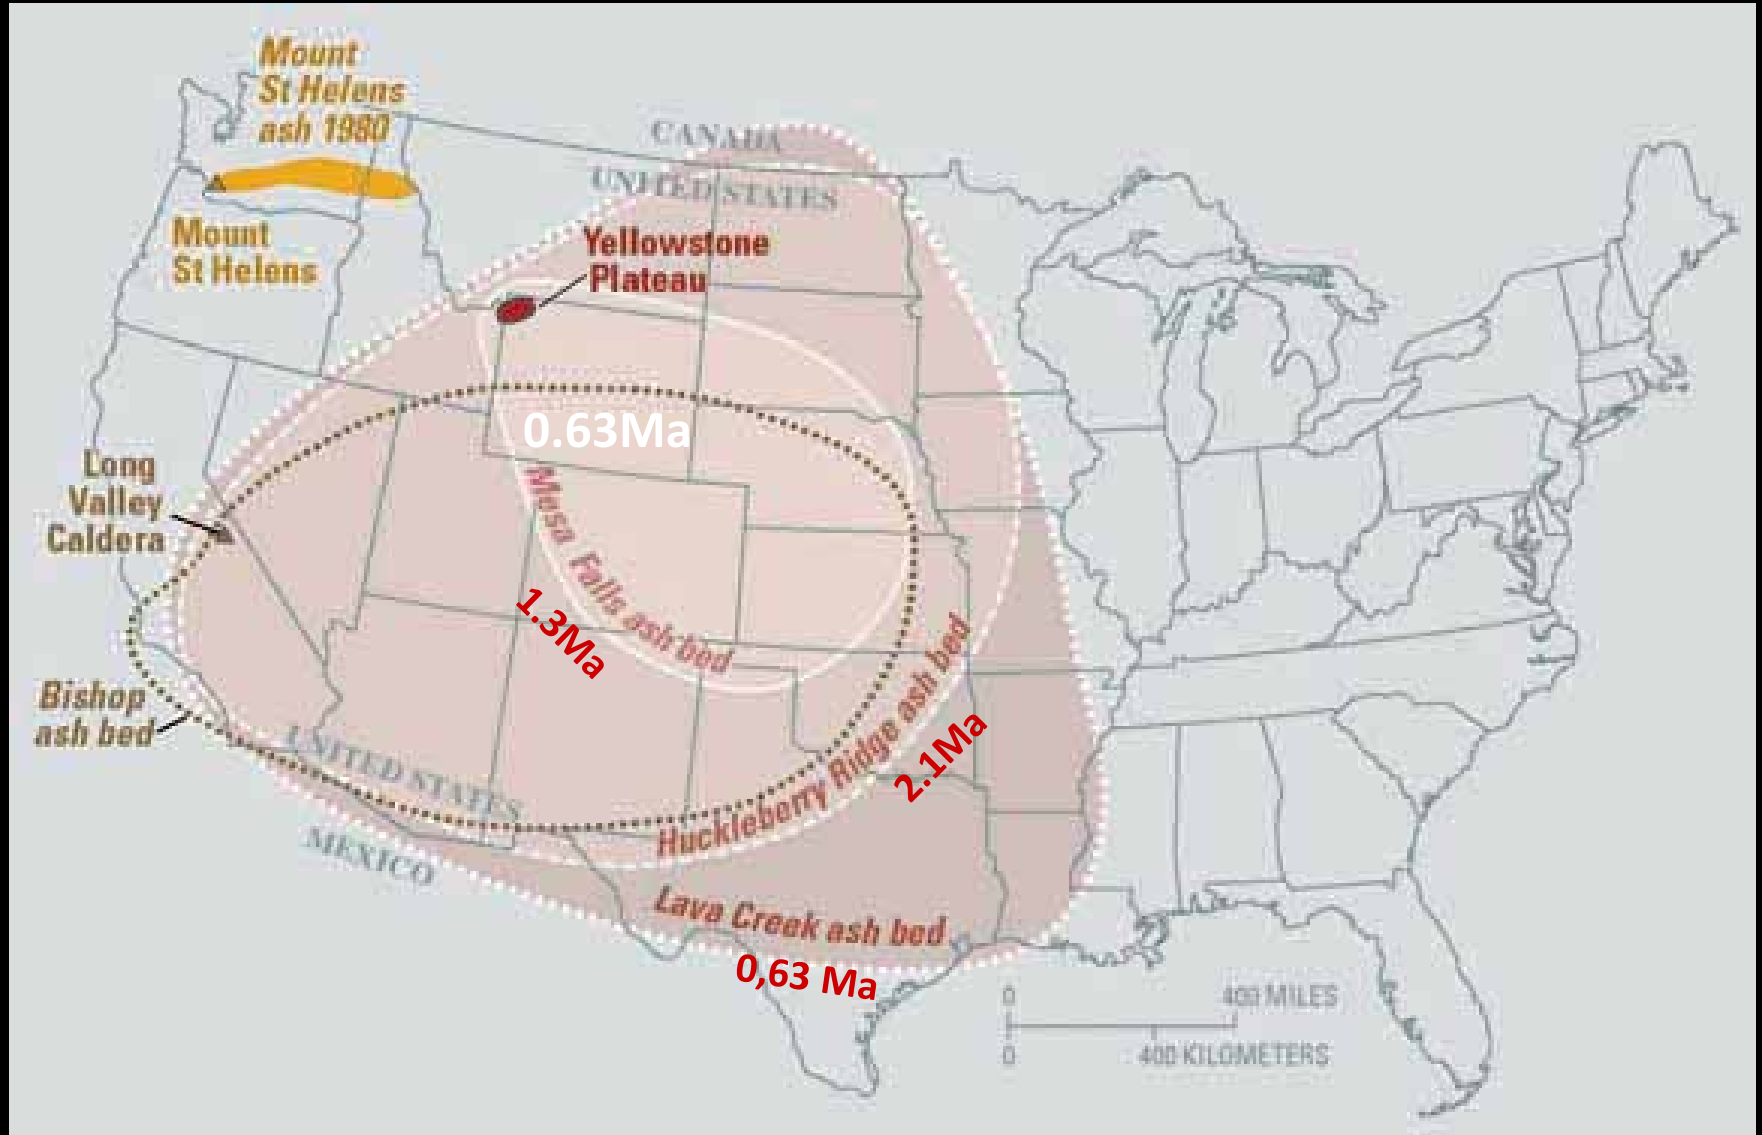 Mount
St Helens
ash 1980
CANADA
UNITED STATES
Mount
St Helens
Yellowstone
Plateau
0.63Ma
Long
Valley
Caldera
Mesa Falls ash bed
1.3Ma
Bishop
ash bed
Huckleberry Ridge ash bed
2.1Ma
UNITED STATES
MEXICO
Lava Creek ash bed
0,63 Ma
0 400 MILES
0 400 KILOMETERS